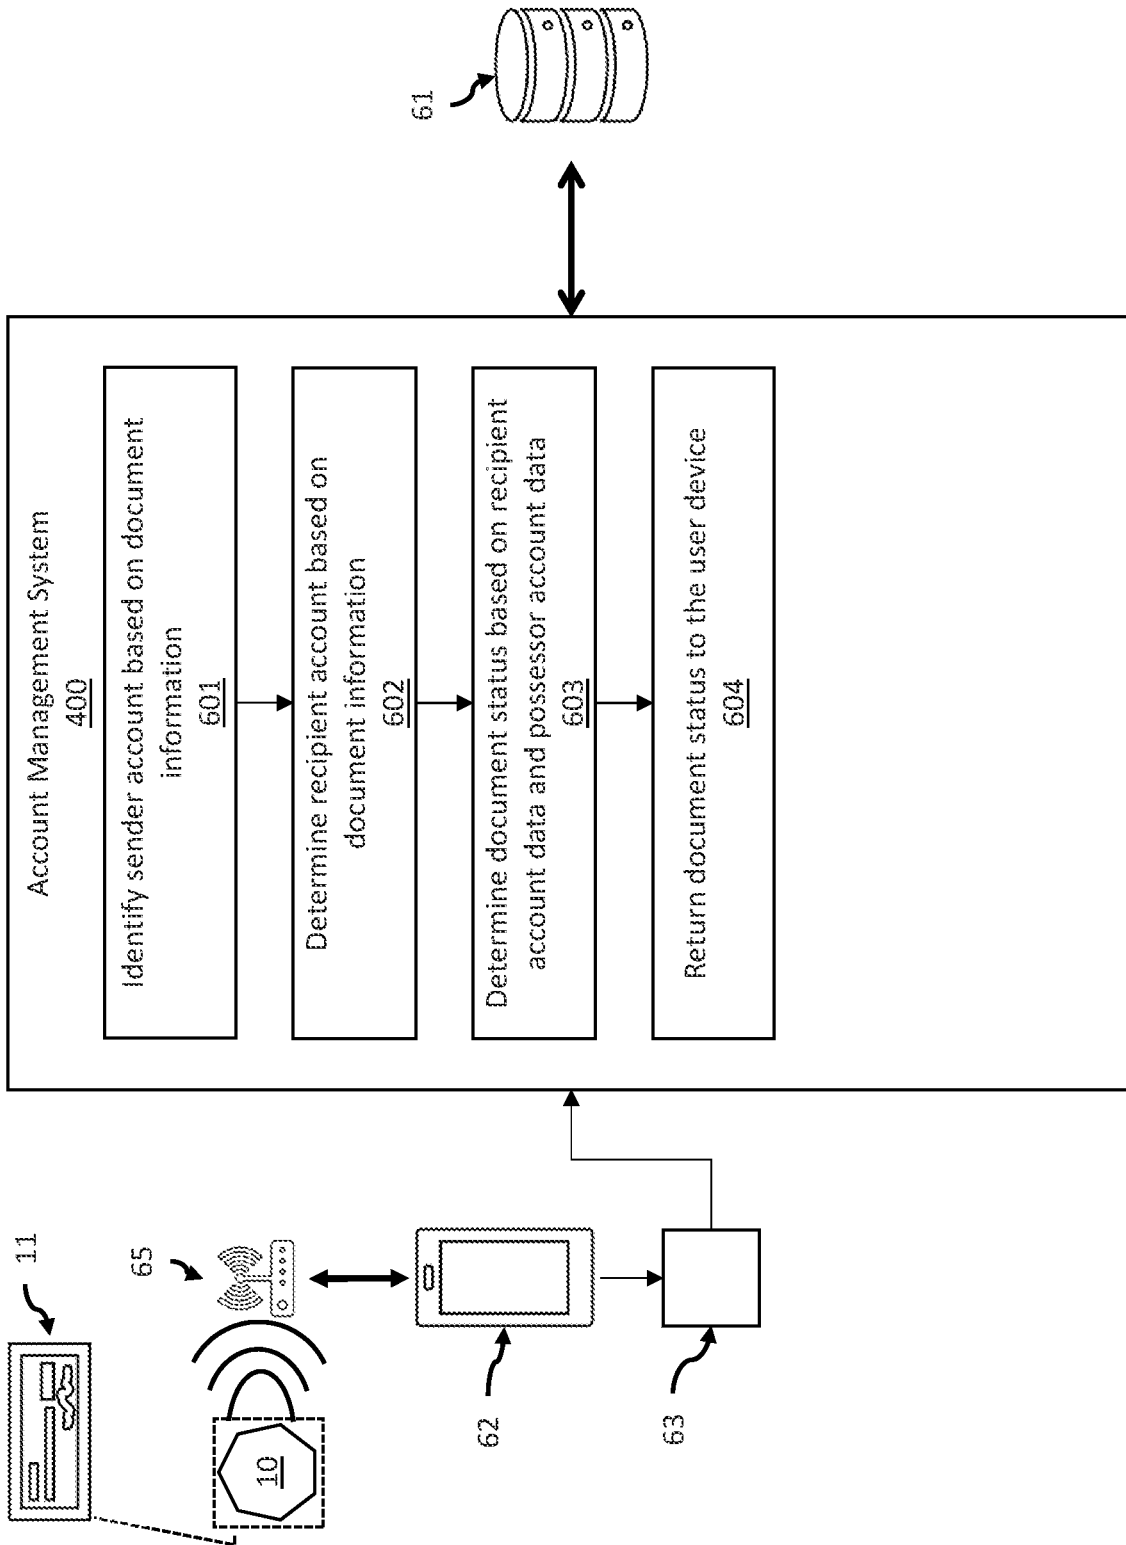 Account Management System
400
Identify sender account based on document
information
601
Determine recipient account based on
document information
602
Determine document status based on recipient
account data and possessor account data
603
Return document status to the user device
604
61
11
65
10
62
63